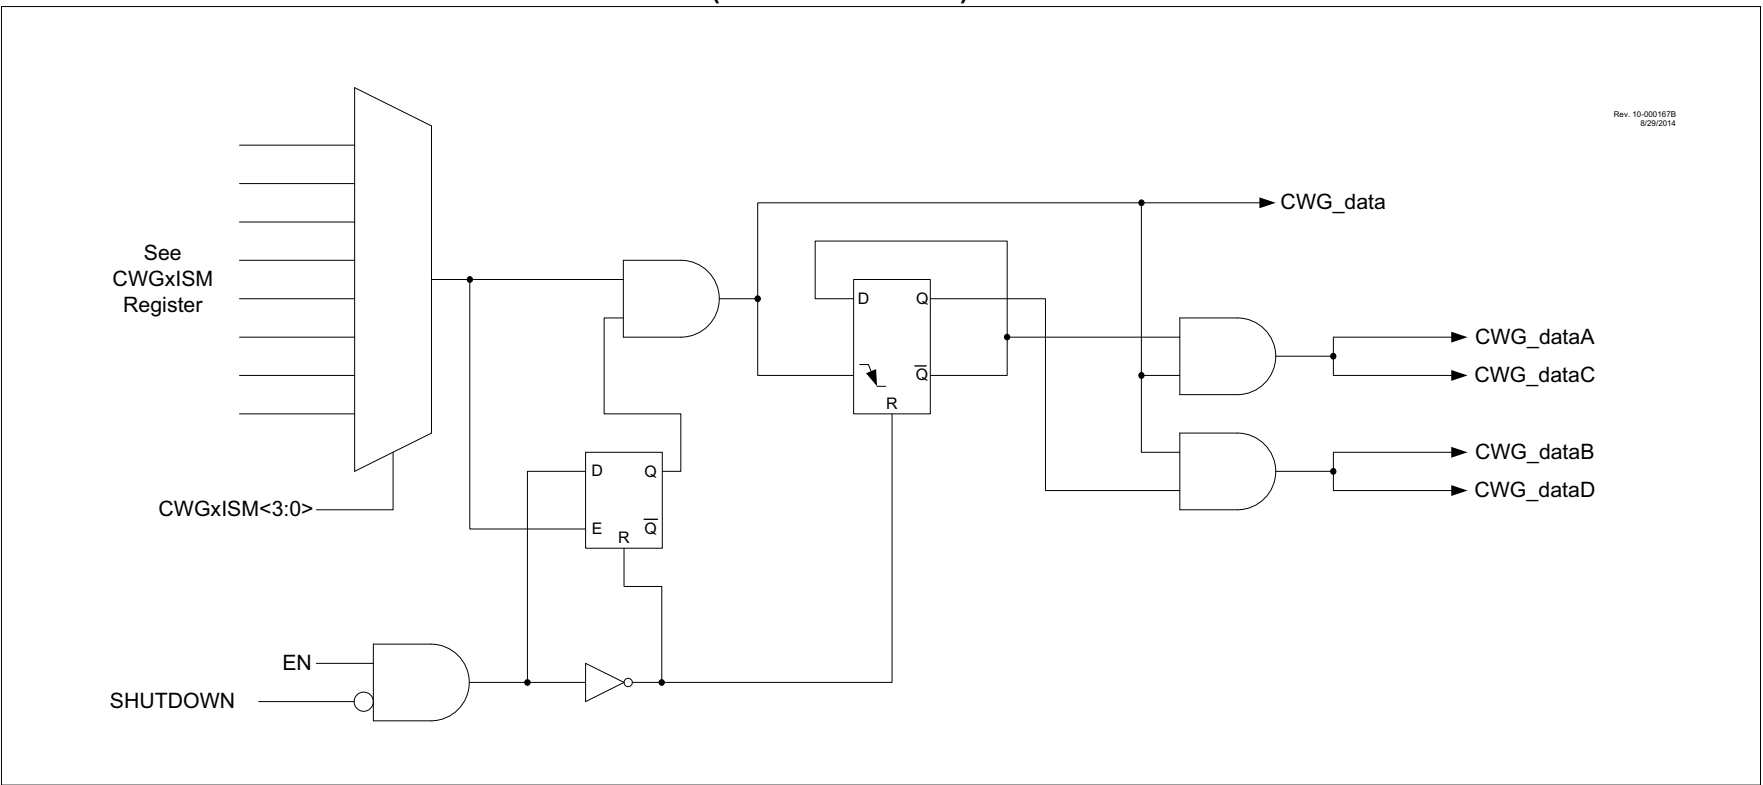 Rev. 10-000167B
8/29/2014
CWG_data
See
CWGxISM
Register
D
Q
Q
R
CWG_dataA
CWG_dataC
CWG_dataB
CWG_dataD
CWGxISM<3:0>
D
Q
E
R
Q
EN
SHUTDOWN